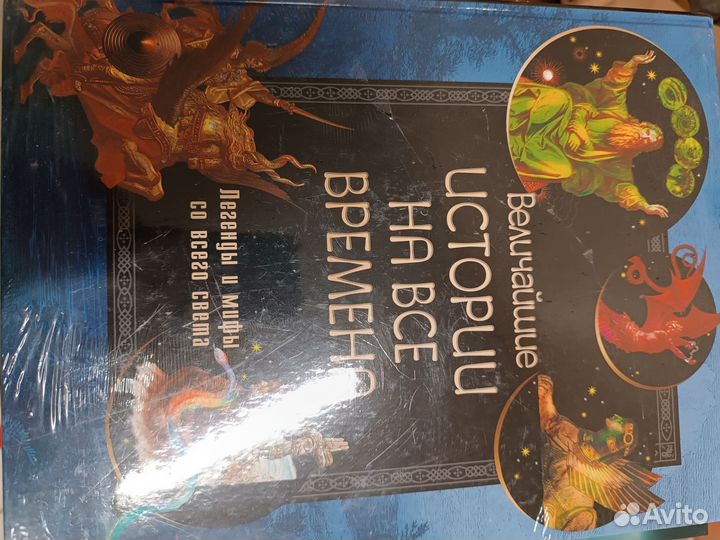 Величайшие
ИСТОРИИ
НА ВСЕ
ВРЕМЕНА
Легенды и мифы
со всего света
Avito